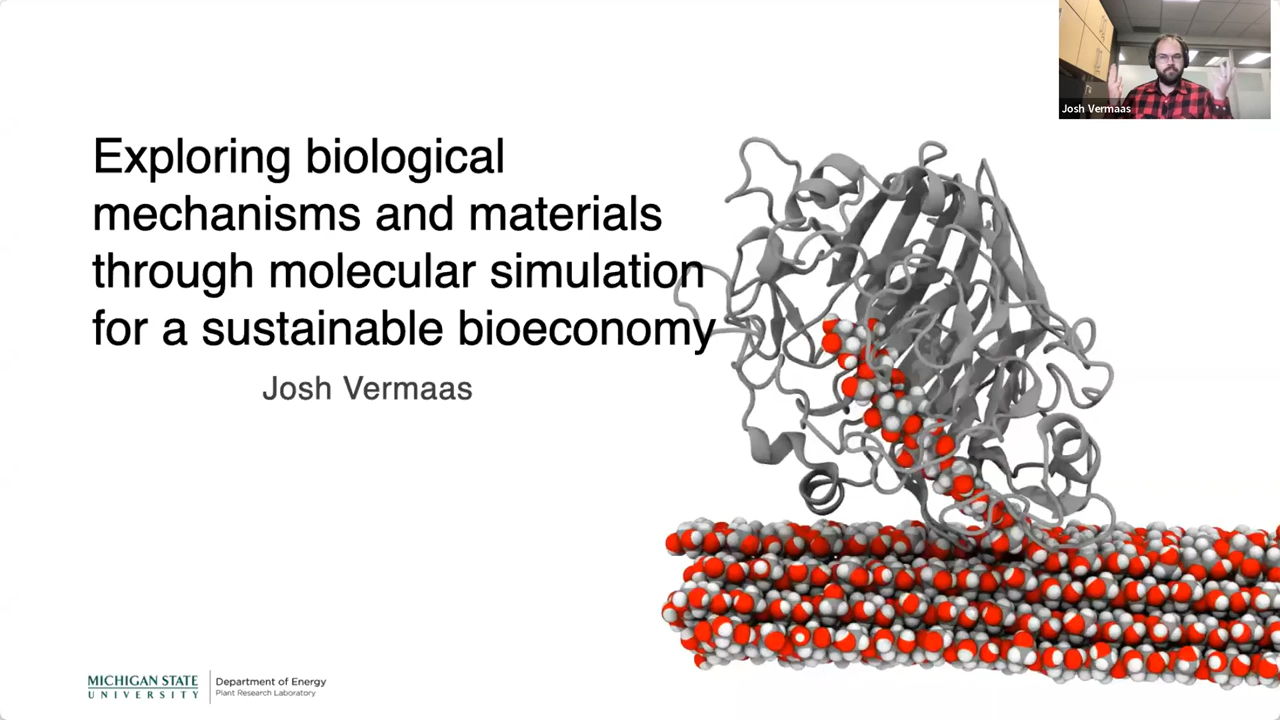 Josh Vermaas
Exploring biological
mechanisms and materials
through molecular simulation
for a sustainable bioeconomy
Josh Vermaas
MICHIGAN STATE
UNIVERSITY
Department of Energy
Plant Research Laboratory